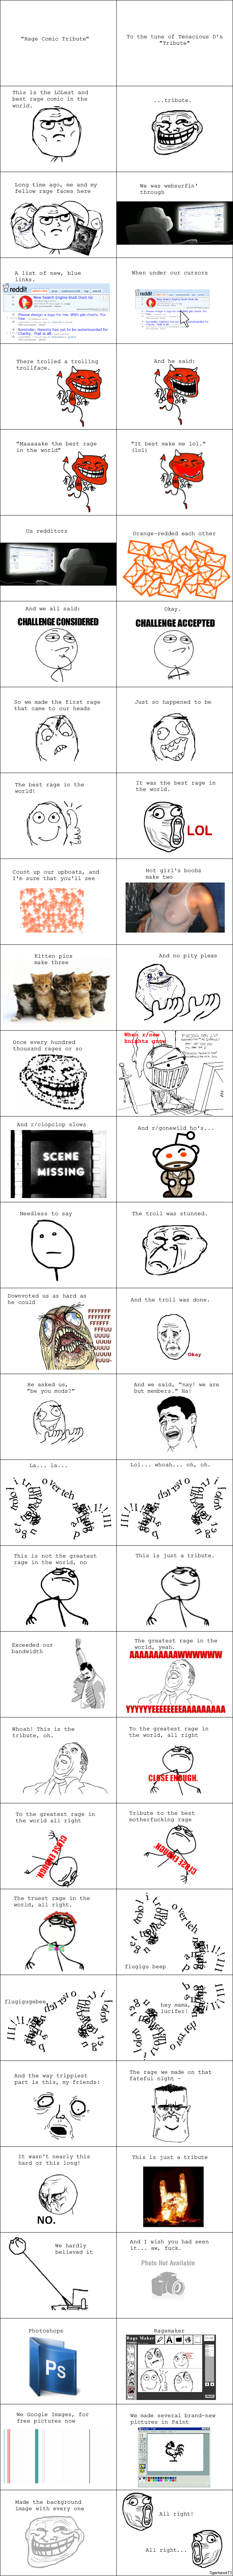 "Rage Comic Tribute"
To the tune of Tenacious D's
"Tribute"
This is the LOLest and
best rage comic in the
world.
...tribute.
Long time ago, me and my
fellow rage faces here
We was websurfin'
through
A list of new, blue
links.
reddit
When under our cursors
reddit
There trolled a trolling
trollface.
And he said:
"Maaaaake the best rage
in the world"
"It best make me lol."
(lol)
Us redditors
Orange-redded each other
And we all said:
CHALLENGE CONSIDERED
Okay.
CHALLENGE ACCEPTED
So we made the first rage
that came to our heads
Just so happened to be
The best rage in the
world!
It was the best rage in
the world.
LOL
Count up our upboats, and
I'm sure that you'll see
Hot girl's boobs
make two
Kitten pics
make three
And no pity pleas
Once every hundred
thousand rages or so
When r/new
knights gnew
And r/clopclop slows
SCENE
MISSING
And r/gonewild ho's...
Needless to say
The troll was stunned.
Downvoted us as hard as
he could
And the troll was done.
Okay
He asked us,
"be you mods?"
And we said, "nay! we are
but members." Ha!
La... la...
Lol... whoah... oh, oh.
This is not the greatest
rage in the world, no
This is just a tribute.
Exceeded our
bandwidth
The greatest rage in the
world, yeah.
Whoah! This is the
tribute, oh.
To the greatest rage in
the world, all right
CLOSE ENOUGH.
To the greatest rage in
the world all right
CLOSE ENOUGH.
Tribute to the best
motherfucking rage
CLOSE ENOUGH.
The truest rage in the
world, all right.
flugigu beep
flugigugebee
hey mama,
lucifer!
And the way trippiest
part is this, my friends:
The rage we made on that
fateful night -
It wasn't nearly this
hard or this long!
NO.
This is just a tribute
We hardly
believed it
And I wish you had seen
it... aw, fuck.
Photo Not Available
Photoshops
Ps
Ragemaker
Rage Maker
We Google Images, for
free pictures now
We made several brand-new
pictures in Paint
Made the background
image with every one
All right!
All right...